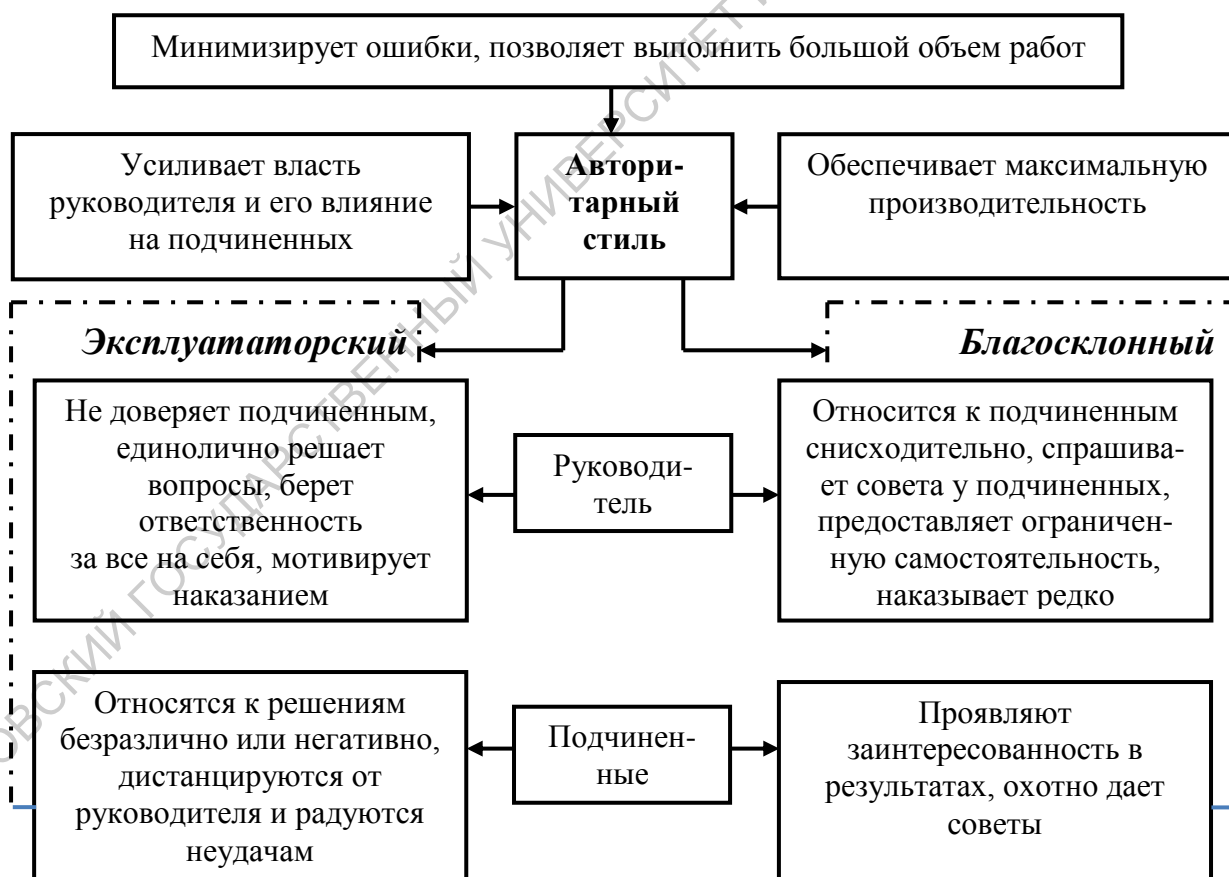 Минимизирует ошибки, позволяет выполнить большой объем работ
Усиливает власть
руководителя и его влияние
на подчиненных
Автори-
тарный
стиль
Обеспечивает максимальную
производительность
Эксплуататорский
Благосклонный
Не доверяет подчиненным,
единолично решает
вопросы, берет
ответственность
за все на себя, мотивирует
наказанием
Руководи-
тель
Относится к подчиненным
снисходительно, спрашива-
ет совета у подчиненных,
предоставляет ограничен-
ную самостоятельность,
наказывает редко
Относятся к решениям
безразлично или негативно,
дистанцируются от
руководителя и радуются
неудачам
Подчинен-
ные
Проявляют
заинтересованность в
результатах, охотно дает
советы
ГОСУДАРСТВЕННЫЙ УНИВЕРСИТЕТ